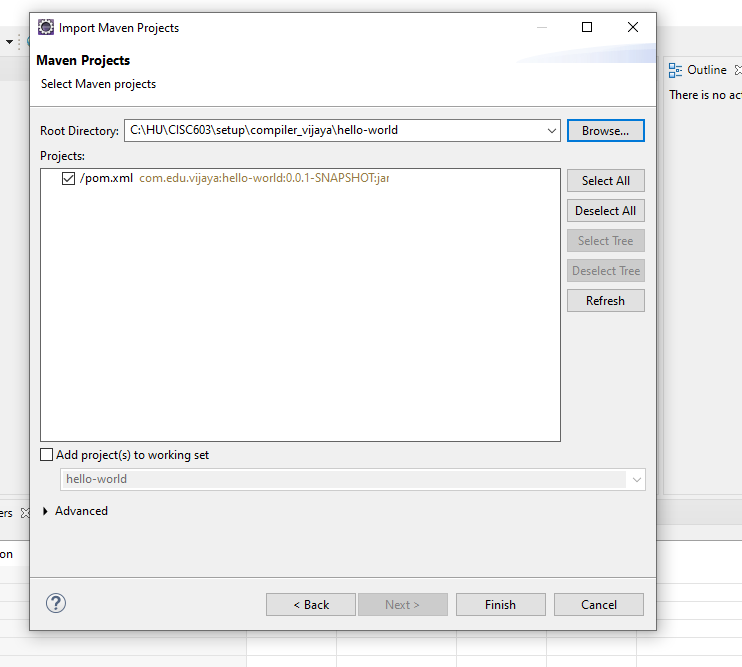 Import Maven Projects
Maven Projects
Select Maven projects
Outline
There is no ac
Root Directory: C:\HU\CISC603\setup\compiler_vijaya\hello-world Browse...
Projects:
/pom.xml com.edu.vijaya:hello-world:0.0.1-SNAPSHOT:jar
Select All
Deselect All
Select Tree
Deselect Tree
Refresh
Add project(s) to working set
hello-world
Advanced
ers
on
? < Back Next > Finish Cancel